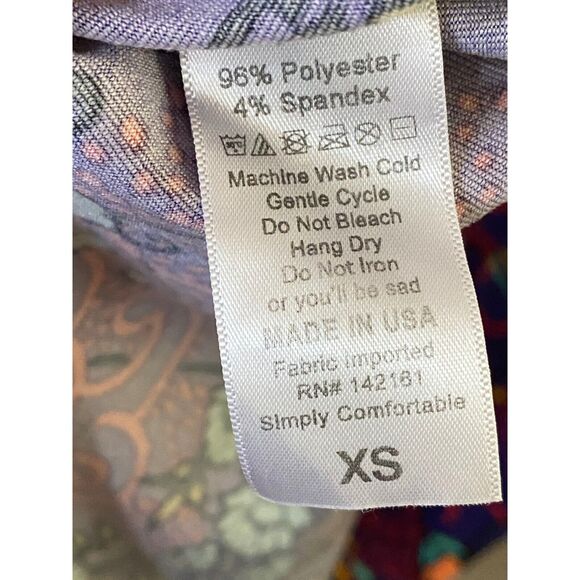 96% Polyester
4% Spandex
Machine Wash Cold
Gentle Cycle
Do Not Bleach
Hang Dry
Do Not Iron
or you'll be sad
MADE IN USA
Fabric Imported
RN# 142161
Simply Comfortable
XS